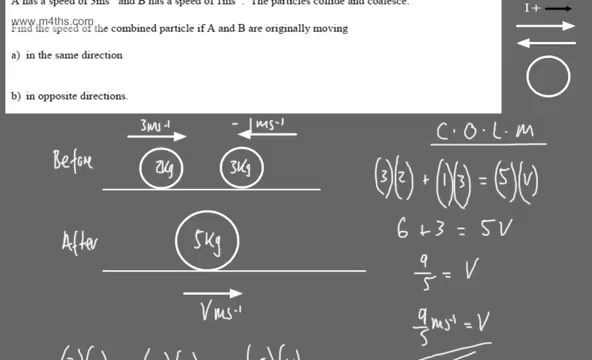 A has a speed of 3ms⁻¹ and B has a speed of 1ms⁻¹. The particles collide and coalesce.
www.m4ths.com
Find the speed of the combined particle if A and B are originally moving
I+
a) in the same direction
b) in opposite directions.
3ms⁻¹
- 1ms⁻¹
C.O.L.M
Before
2Kg
3Kg
(3)(2) + (1)(3) = (5)(V)
6 + 3 = 5V
After
5Kg
9/5 = V
Vms⁻¹
9/5 ms⁻¹ = V